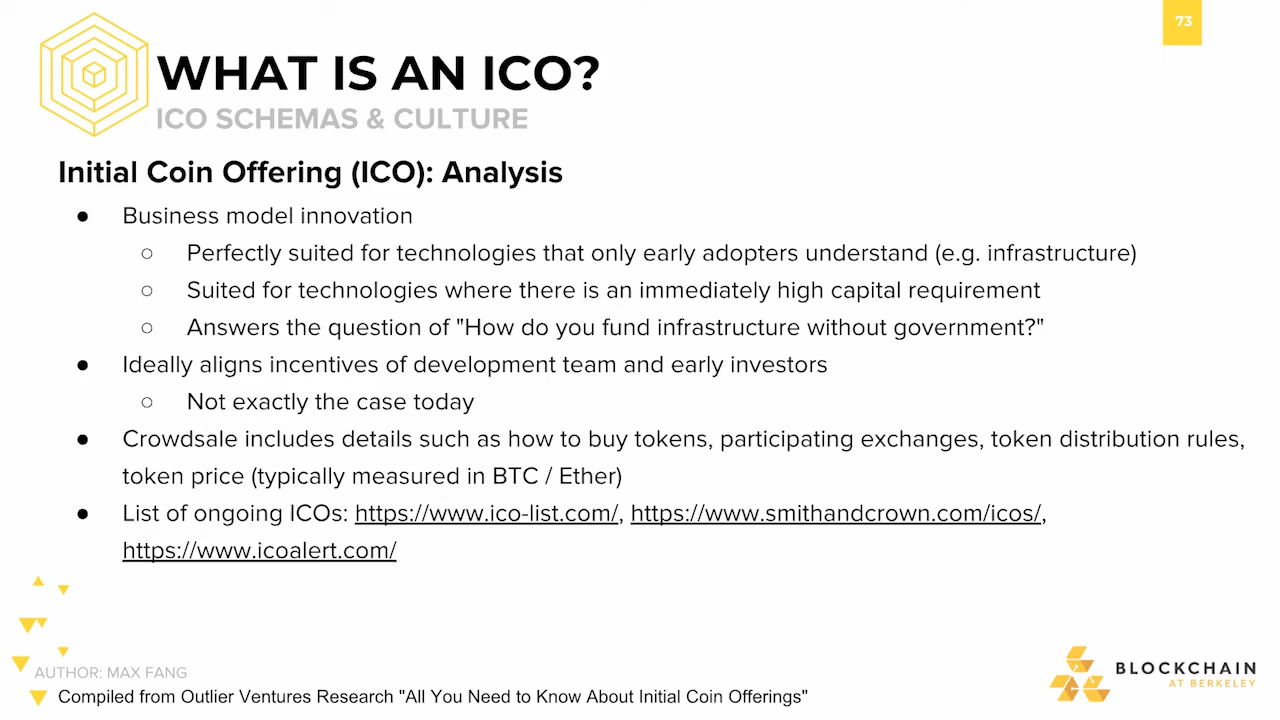 73
WHAT IS AN ICO?
ICO SCHEMAS & CULTURE
Initial Coin Offering (ICO): Analysis
● Business model innovation
○ Perfectly suited for technologies that only early adopters understand (e.g. infrastructure)
○ Suited for technologies where there is an immediately high capital requirement
○ Answers the question of "How do you fund infrastructure without government?"
● Ideally aligns incentives of development team and early investors
○ Not exactly the case today
● Crowdsale includes details such as how to buy tokens, participating exchanges, token distribution rules,
token price (typically measured in BTC / Ether)
● List of ongoing ICOs: https://www.ico-list.com/, https://www.smithandcrown.com/icos/,
https://www.icoalert.com/
AUTHOR: MAX FANG
Compiled from Outlier Ventures Research "All You Need to Know About Initial Coin Offerings"
BLOCKCHAIN
AT BERKELEY